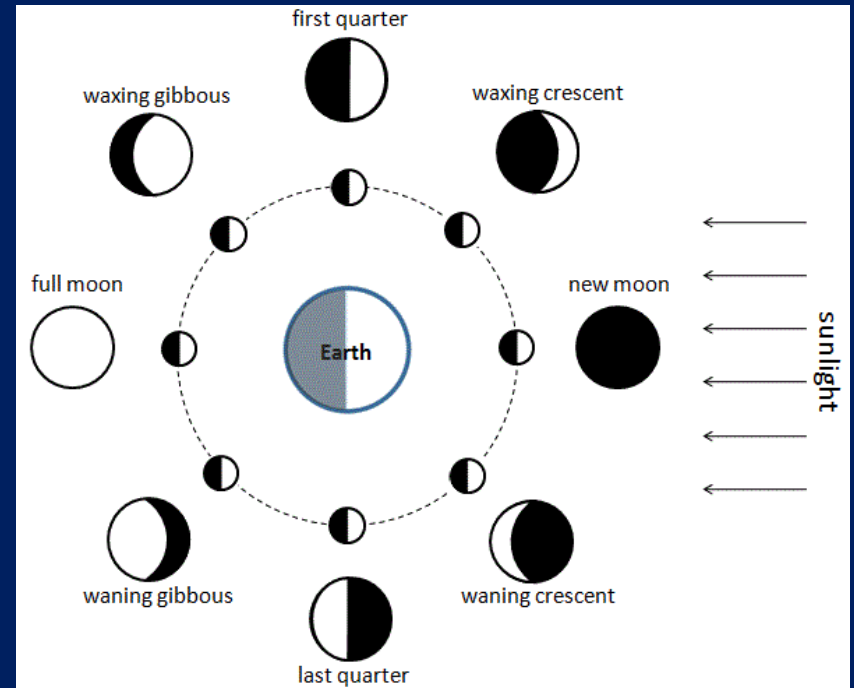 first quarter
waxing gibbous
waxing crescent
full moon
new moon
Earth
sunlight
waning gibbous
waning crescent
last quarter